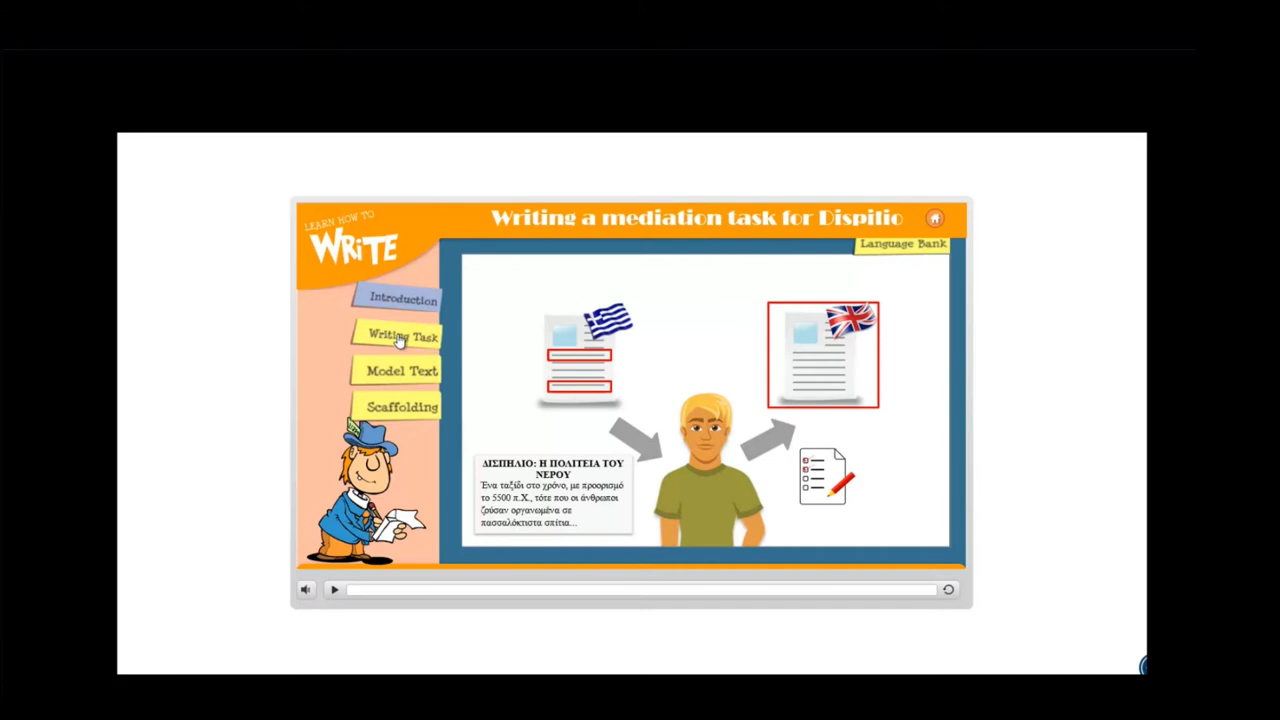 LEARN HOW TO
WRiTE
Writing a mediation task for Dispilio
Language Bank
Introduction
Writing Task
Model Text
Scaffolding
ΔΙΣΠΗΛΙΟ: Η ΠΟΛΙΤΕΙΑ ΤΟΥ
ΝΕΡΟΥ
Ένα ταξίδι στο χρόνο, με προορισμό
το 5500 π.Χ., τότε που οι άνθρωποι
ζούσαν οργανωμένα σε
πασσαλόκτιστα σπίτια...